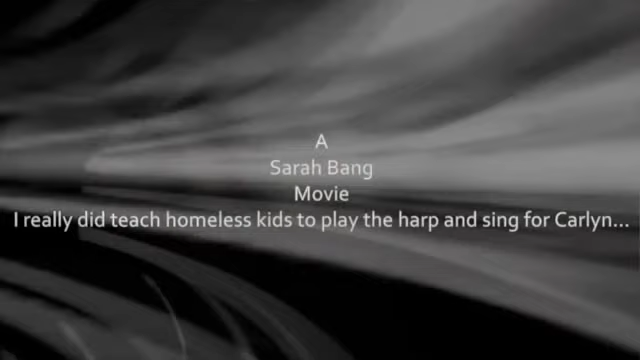 A
Sarah Bang
Movie
I really did teach homeless kids to play the harp and sing for Carlyn...